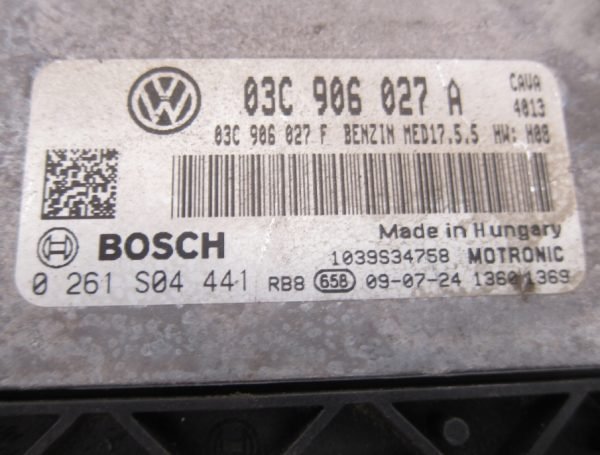 03C 906 027 A CAVA
4013
03C 906 027 F BENZIN MED17.5.5 HW: H08
Made in Hungary
BOSCH
1039S34758 MOTRONIC
0 261 S04 441 RB8 658 09-07-24 1360 1369